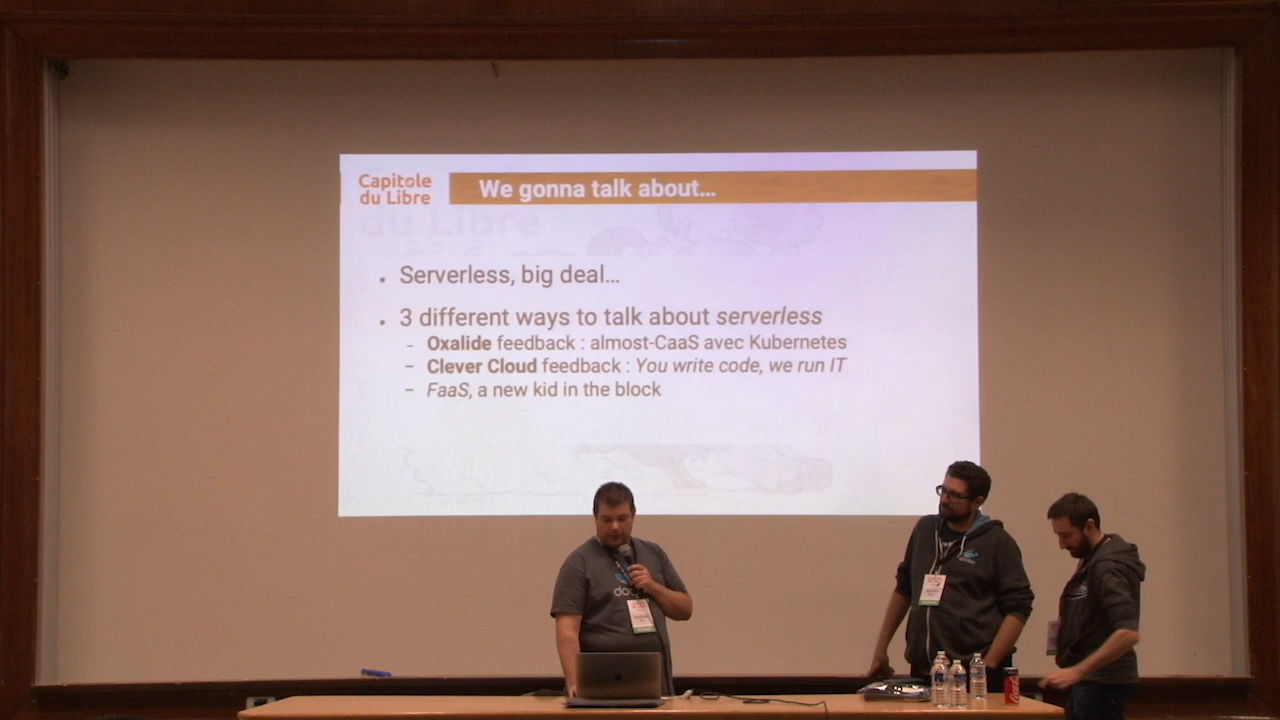 Capitole
du Libre
We gonna talk about...
du Libre
Serverless, big deal...
3 different ways to talk about serverless
- Oxalide feedback : almost-CaaS avec Kubernetes
- Clever Cloud feedback : You write code, we run IT
- FaaS, a new kid in the block